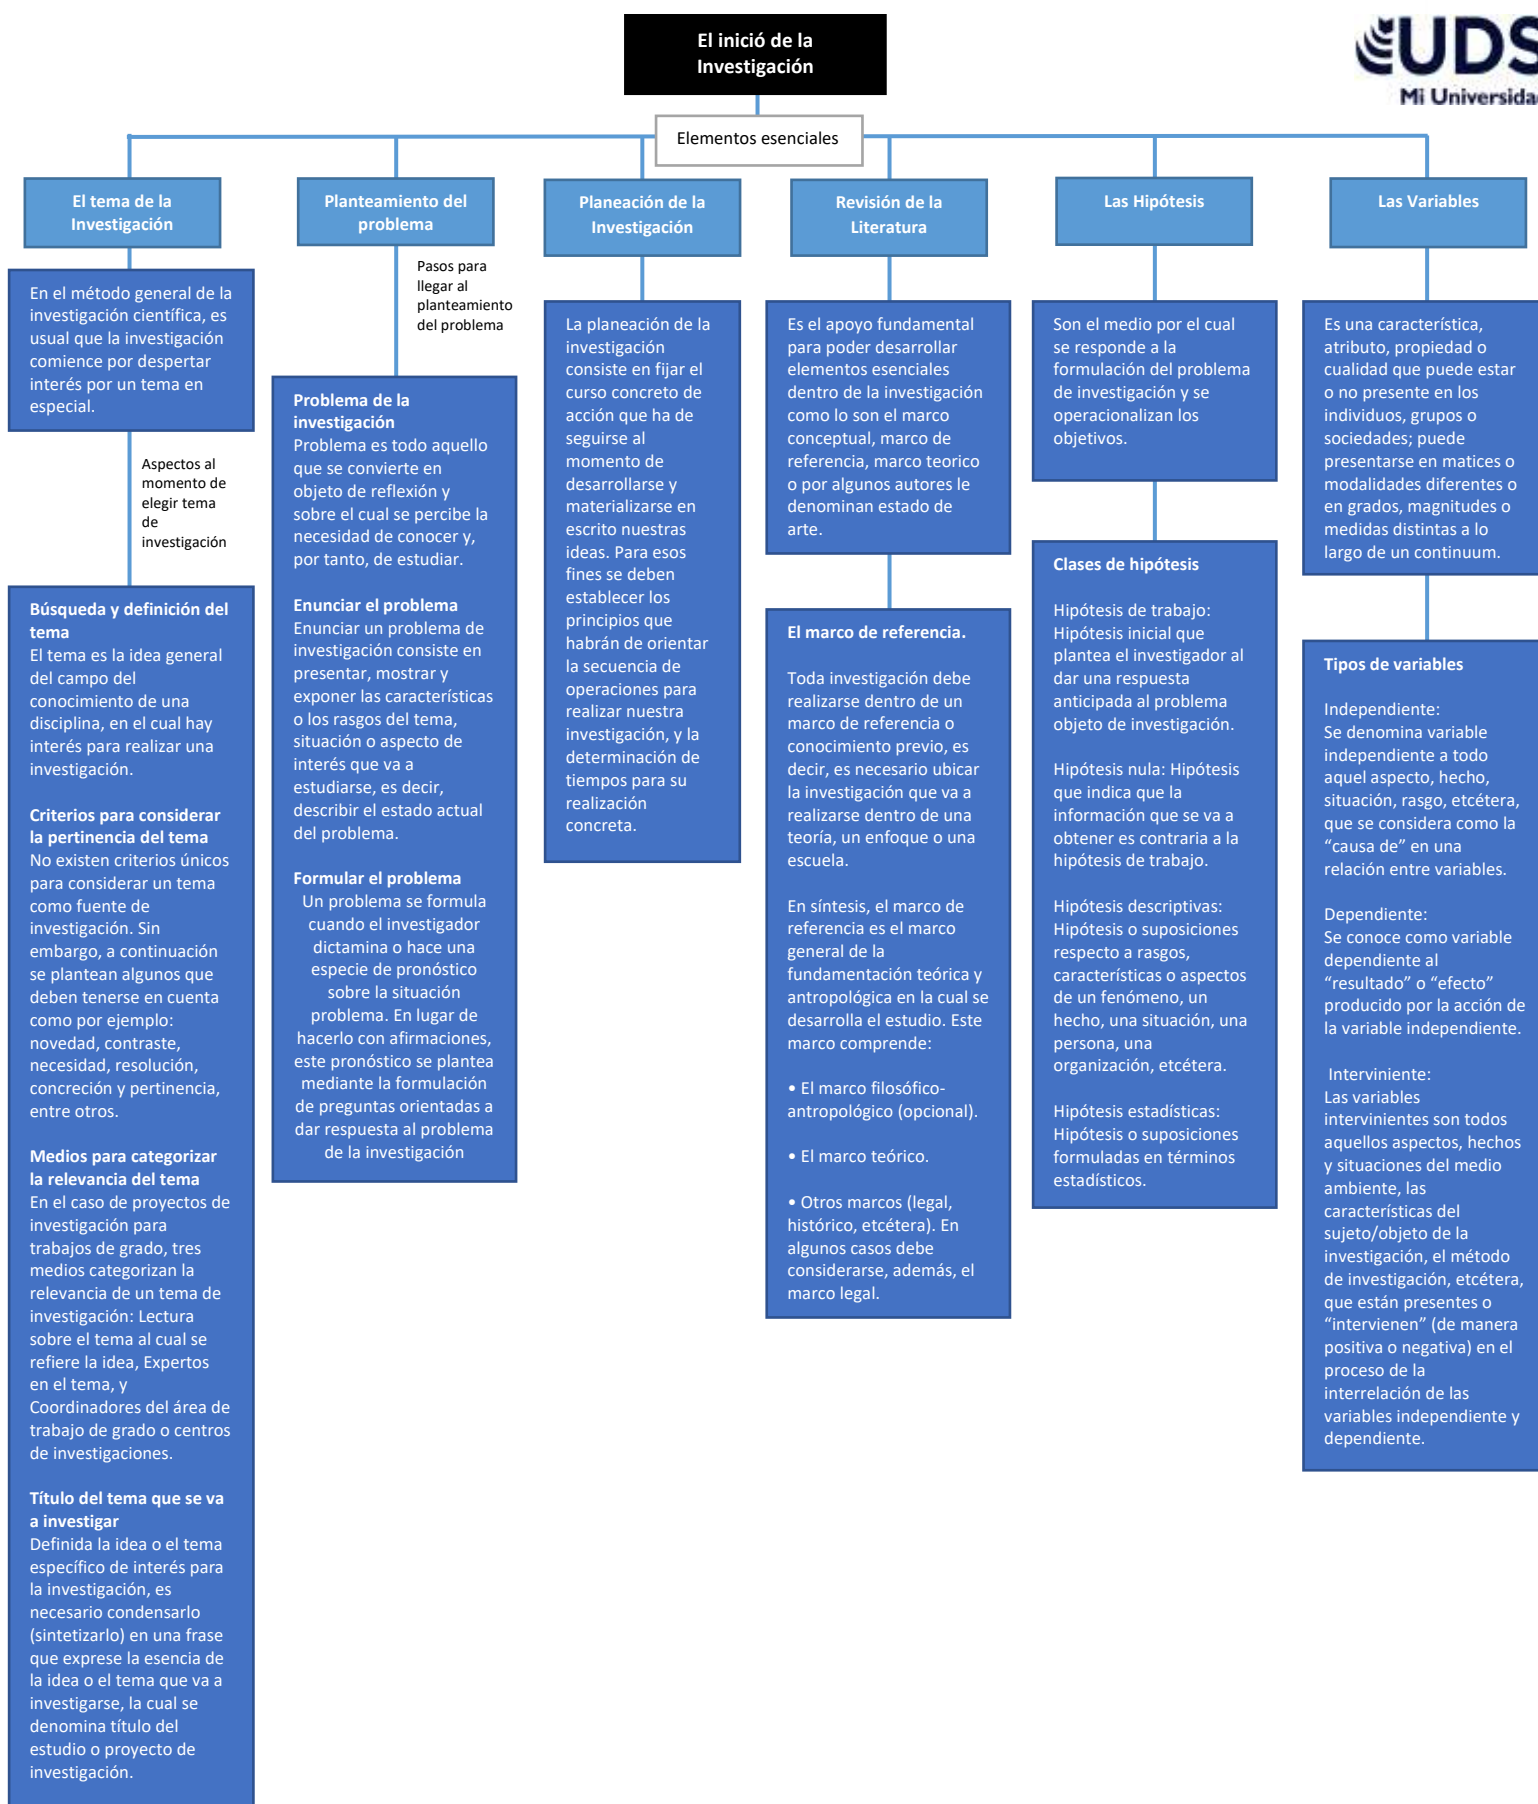 El inició de la
Investigación
UDS
Mi Universida
Elementos esenciales
El tema de la
Investigación
En el método general de la
investigación científica, es
usual que la investigación
comience por despertar
interés por un tema en
especial.
Aspectos al
momento de
elegir tema
de
investigación
Búsqueda y definición del
tema
El tema es la idea general
del campo del
conocimiento de una
disciplina, en el cual hay
interés para realizar una
investigación.
Criterios para considerar
la pertinencia del tema
No existen criterios únicos
para considerar un tema
como fuente de
investigación. Sin
embargo, a continuación
se plantean algunos que
deben tenerse en cuenta
como por ejemplo:
novedad, contraste,
necesidad, resolución,
concreción y pertinencia,
entre otros.
Medios para categorizar
la relevancia del tema
En el caso de proyectos de
investigación para
trabajos de grado, tres
medios categorizan la
relevancia de un tema de
investigación: Lectura
sobre el tema al cual se
refiere la idea, Expertos
en el tema, y
Coordinadores del área de
trabajo de grado o centros
de investigaciones.
Título del tema que se va
a investigar
Definida la idea o el tema
específico de interés para
la investigación, es
necesario condensarlo
(sintetizarlo) en una frase
que exprese la esencia de
la idea o el tema que va a
investigarse, la cual se
denomina título del
estudio o proyecto de
investigación.
Planteamiento del
problema
Pasos para
llegar al
planteamiento
del problema
Problema de la
investigación
Problema es todo aquello
que se convierte en
objeto de reflexión y
sobre el cual se percibe la
necesidad de conocer y,
por tanto, de estudiar.
Enunciar el problema
Enunciar un problema de
investigación consiste en
presentar, mostrar y
exponer las características
o los rasgos del tema,
situación o aspecto de
interés que va a
estudiarse, es decir,
describir el estado actual
del problema.
Formular el problema
Un problema se formula
cuando el investigador
dictamina o hace una
especie de pronóstico
sobre la situación
problema. En lugar de
hacerlo con afirmaciones,
este pronóstico se plantea
mediante la formulación
de preguntas orientadas a
dar respuesta al problema
de la investigación
Planeación de la
Investigación
La planeación de la
investigación
consiste en fijar el
curso concreto de
acción que ha de
seguirse al
momento de
desarrollarse y
materializarse en
escrito nuestras
ideas. Para esos
fines se deben
establecer los
principios que
habrán de orientar
la secuencia de
operaciones para
realizar nuestra
investigación, y la
determinación de
tiempos para su
realización
concreta.
Revisión de la
Literatura
Es el apoyo fundamental
para poder desarrollar
elementos esenciales
dentro de la investigación
como lo son el marco
conceptual, marco de
referencia, marco teorico
o por algunos autores le
denominan estado de
arte.
El marco de referencia.
Toda investigación debe
realizarse dentro de un
marco de referencia o
conocimiento previo, es
decir, es necesario ubicar
la investigación que va a
realizarse dentro de una
teoría, un enfoque o una
escuela.
En síntesis, el marco de
referencia es el marco
general de la
fundamentación teórica y
antropológica en la cual se
desarrolla el estudio. Este
marco comprende:
• El marco filosófico-
antropológico (opcional).
• El marco teórico.
• Otros marcos (legal,
histórico, etcétera). En
algunos casos debe
considerarse, además, el
marco legal.
Las Hipótesis
Son el medio por el cual
se responde a la
formulación del problema
de investigación y se
operacionalizan los
objetivos.
Clases de hipótesis
Hipótesis de trabajo:
Hipótesis inicial que
plantea el investigador al
dar una respuesta
anticipada al problema
objeto de investigación.
Hipótesis nula: Hipótesis
que indica que la
información que se va a
obtener es contraria a la
hipótesis de trabajo.
Hipótesis descriptivas:
Hipótesis o suposiciones
respecto a rasgos,
características o aspectos
de un fenómeno, un
hecho, una situación, una
persona, una
organización, etcétera.
Hipótesis estadísticas:
Hipótesis o suposiciones
formuladas en términos
estadísticos.
Las Variables
Es una característica,
atributo, propiedad o
cualidad que puede estar
o no presente en los
individuos, grupos o
sociedades; puede
presentarse en matices o
modalidades diferentes o
en grados, magnitudes o
medidas distintas a lo
largo de un continuum.
Tipos de variables
Independiente:
Se denomina variable
independiente a todo
aquel aspecto, hecho,
situación, rasgo, etcétera,
que se considera como la
“causa de” en una
relación entre variables.
Dependiente:
Se conoce como variable
dependiente al
“resultado” o “efecto”
producido por la acción de
la variable independiente.
Interviniente:
Las variables
intervinientes son todos
aquellos aspectos, hechos
y situaciones del medio
ambiente, las
características del
sujeto/objeto de la
investigación, el método
de investigación, etcétera,
que están presentes o
“intervienen” (de manera
positiva o negativa) en el
proceso de la
interrelación de las
variables independiente y
dependiente.